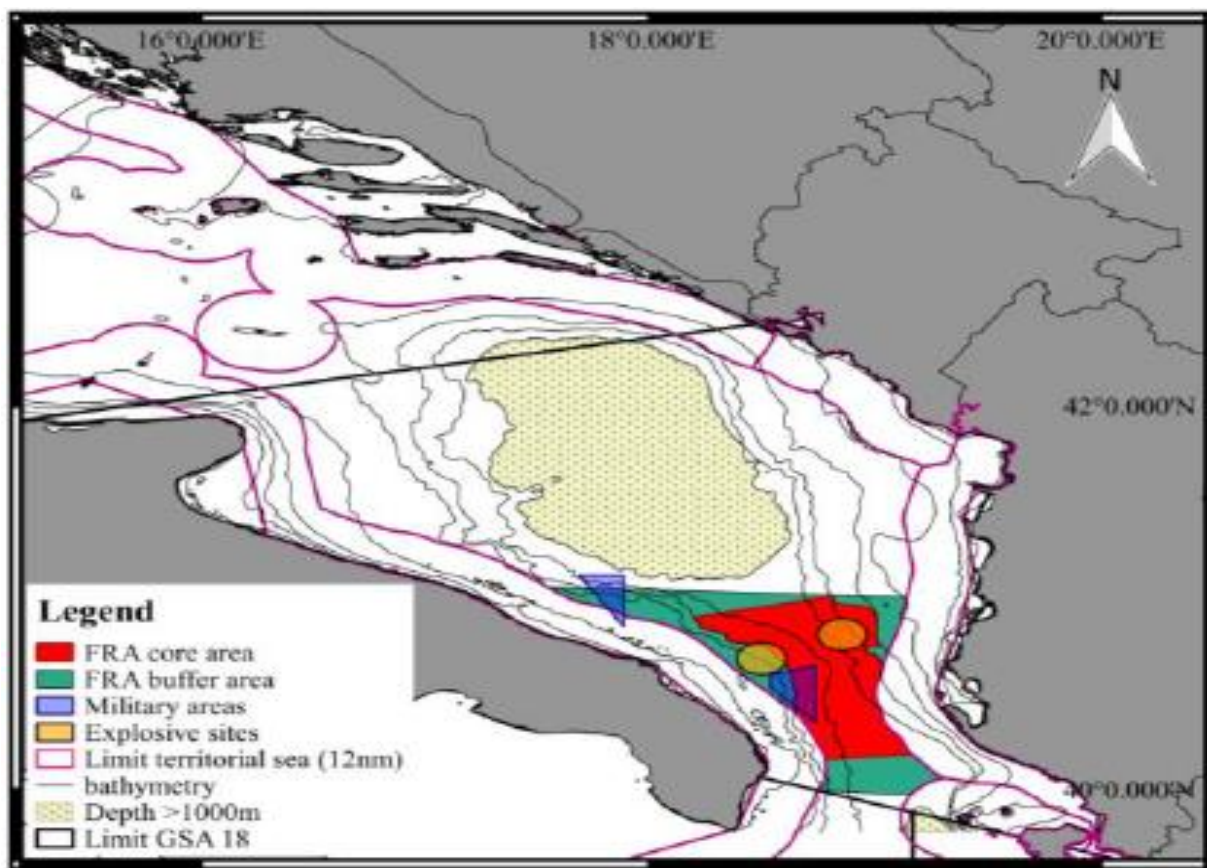 16°0.000'E 18°0.000'E 20°0.000'E
N
42°0.000'N
Legend
FRA core area
FRA buffer area
Military areas
Explosive sites
Limit territorial sea (12nm)
bathymetry
Depth >1000m
Limit GSA 18
40°0.000'N